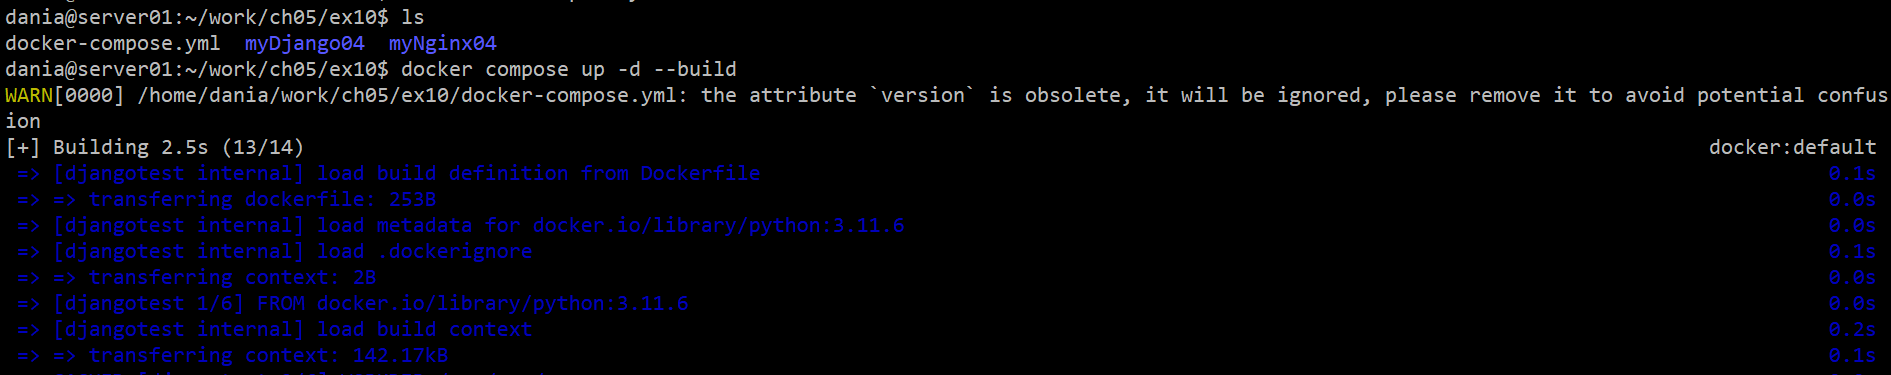 dania@server01:~/work/ch05/ex10$ ls
docker-compose.yml  myDjango04  myNginx04
dania@server01:~/work/ch05/ex10$ docker compose up -d --build
WARN[0000] /home/dania/work/ch05/ex10/docker-compose.yml: the attribute `version` is obsolete, it will be ignored, please remove it to avoid potential confus
ion
[+] Building 2.5s (13/14) docker:default
=> [djangotest internal] load build definition from Dockerfile 0.1s
=> => transferring dockerfile: 253B 0.0s
=> [djangotest internal] load metadata for docker.io/library/python:3.11.6 0.0s
=> [djangotest internal] load .dockerignore 0.1s
=> => transferring context: 2B 0.0s
=> [djangotest 1/6] FROM docker.io/library/python:3.11.6 0.0s
=> [djangotest internal] load build context 0.2s
=> => transferring context: 142.17kB 0.1s